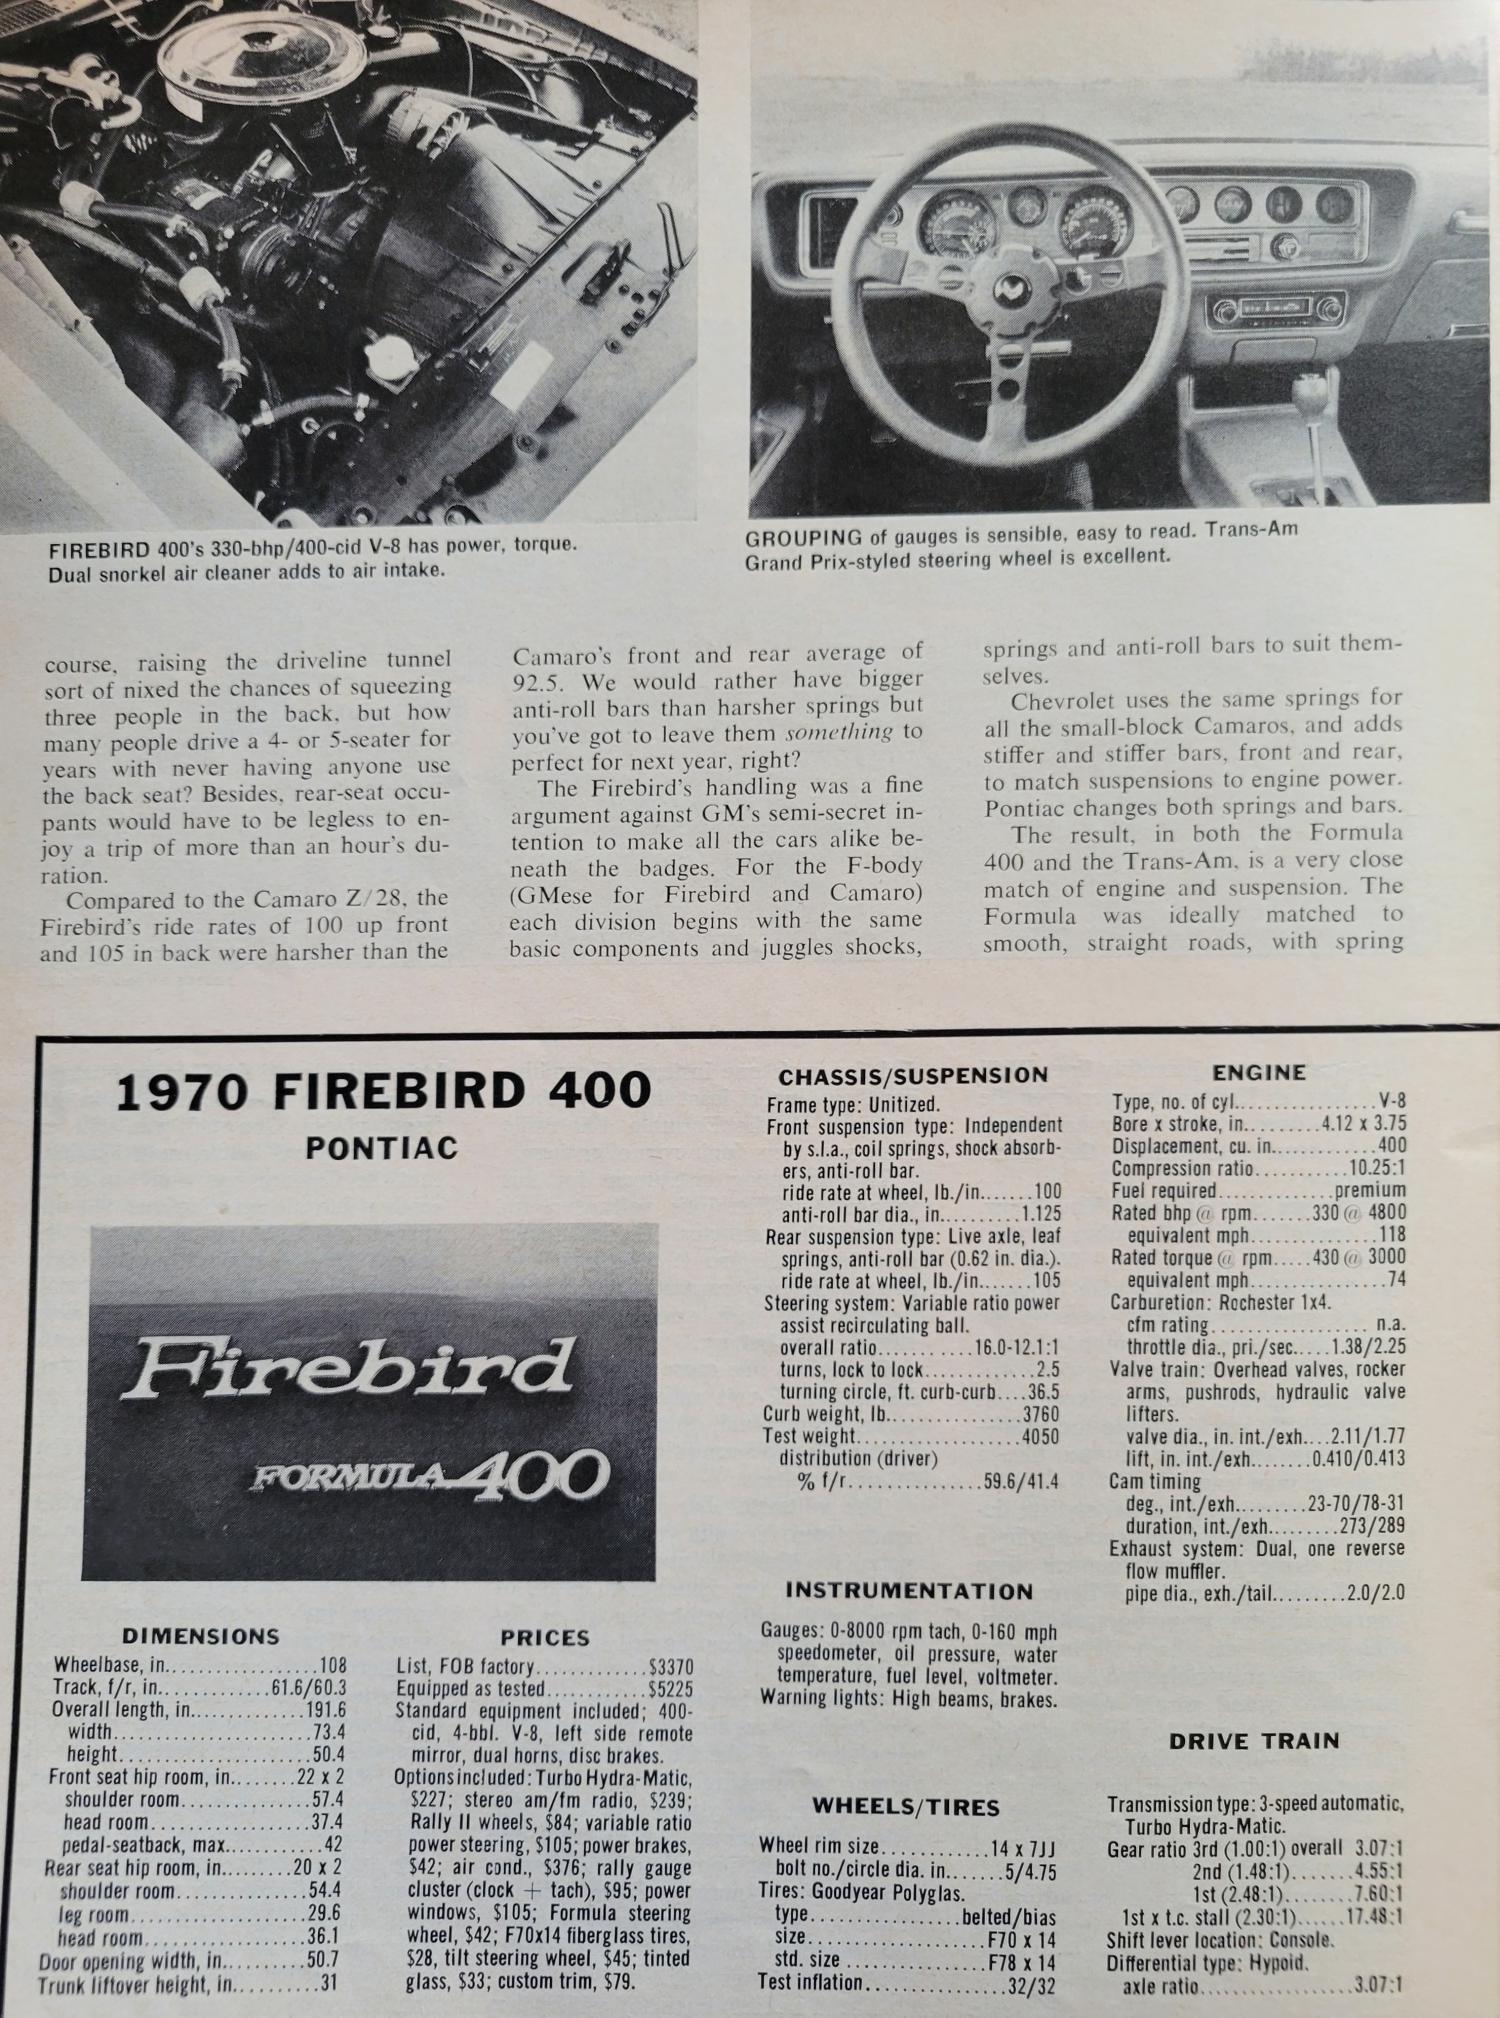 FIREBIRD 400's 330-bhp/400-cid V-8 has power, torque.
Dual snorkel air cleaner adds to air intake.
GROUPING of gauges is sensible, easy to read. Trans-Am
Grand Prix-styled steering wheel is excellent.
course, raising the driveline tunnel
sort of nixed the chances of squeezing
three people in the back, but how
many people drive a 4- or 5-seater for
years with never having anyone use
the back seat? Besides, rear-seat occu-
pants would have to be legless to en-
joy a trip of more than an hour's du-
ration.
Compared to the Camaro Z/28, the
Firebird's ride rates of 100 up front
and 105 in back were harsher than the
Camaro's front and rear average of
92.5. We would rather have bigger
anti-roll bars than harsher springs but
you've got to leave them something to
perfect for next year, right?
The Firebird's handling was a fine
argument against GM's semi-secret in-
tention to make all the cars alike be-
neath the badges. For the F-body
(GMese for Firebird and Camaro)
each division begins with the same
basic components and juggles shocks,
springs and anti-roll bars to suit them-
selves.
Chevrolet uses the same springs for
all the small-block Camaros, and adds
stiffer and stiffer bars, front and rear,
to match suspensions to engine power.
Pontiac changes both springs and bars.
The result, in both the Formula
400 and the Trans-Am, is a very close
match of engine and suspension. The
Formula was ideally matched to
smooth, straight roads, with spring
1970 FIREBIRD 400
PONTIAC
Firebird
FORMULA 400
DIMENSIONS
Wheelbase, in..................108
Track, f/r, in.............61.6/60.3
Overall length, in.............191.6
width........................73.4
height.......................50.4
Front seat hip room, in........22 x 2
shoulder room................57.4
head room....................37.4
pedal-seatback, max............42
Rear seat hip room, in........20 x 2
shoulder room................54.4
leg room.....................29.6
head room....................36.1
Door opening width, in..........50.7
Trunk liftover height, in..........31
PRICES
List, FOB factory.............$3370
Equipped as tested............$5225
Standard equipment included; 400-
cid, 4-bbl. V-8, left side remote
mirror, dual horns, disc brakes.
Options included: Turbo Hydra-Matic,
$227; stereo am/fm radio, $239;
Rally II wheels, $84; variable ratio
power steering, $105; power brakes,
$42; air cond., $376; rally gauge
cluster (clock + tach), $95; power
windows, $105; Formula steering
wheel, $42; F70x14 fiberglass tires,
$28, tilt steering wheel, $45; tinted
glass, $33; custom trim, $79.
CHASSIS/SUSPENSION
Frame type: Unitized.
Front suspension type: Independent
by s.l.a., coil springs, shock absorb-
ers, anti-roll bar.
ride rate at wheel, lb./in.......100
anti-roll bar dia., in..........1.125
Rear suspension type: Live axle, leaf
springs, anti-roll bar (0.62 in. dia.).
ride rate at wheel, lb./in.......105
Steering system: Variable ratio power
assist recirculating ball.
overall ratio...........16.0-12.1:1
turns, lock to lock..............2.5
turning circle, ft. curb-curb....36.5
Curb weight, lb.................3760
Test weight.....................4050
distribution (driver)
% f/r................59.6/41.4
INSTRUMENTATION
Gauges: 0-8000 rpm tach, 0-160 mph
speedometer, oil pressure, water
temperature, fuel level, voltmeter.
Warning lights: High beams, brakes.
WHEELS/TIRES
Wheel rim size..............14 x 7JJ
bolt no./circle dia. in.......5/4.75
Tires: Goodyear Polyglas.
type..................belted/bias
size.....................F70 x 14
std. size ................F78 x 14
Test inflation.................32/32
ENGINE
Type, no. of cyl.................V-8
Bore x stroke, in.........4.12 x 3.75
Displacement, cu. in.............400
Compression ratio...........10.25:1
Fuel required..............premium
Rated bhp @ rpm.......330 @ 4800
equivalent mph................118
Rated torque @ rpm.....430 @ 3000
equivalent mph.................74
Carburetion: Rochester 1x4.
cfm rating................... n.a.
throttle dia., pri./sec.....1.38/2.25
Valve train: Overhead valves, rocker
arms, pushrods, hydraulic valve
lifters.
valve dia., in. int./exh....2.11/1.77
lift, in. int./exh........0.410/0.413
Cam timing
deg., int./exh.........23-70/78-31
duration, int./exh.........273/289
Exhaust system: Dual, one reverse
flow muffler.
pipe dia., exh./tail..........2.0/2.0
DRIVE TRAIN
Transmission type: 3-speed automatic,
Turbo Hydra-Matic.
Gear ratio 3rd (1.00:1) overall 3.07:1
2nd (1.48:1).......4.55:1
1st (2.48:1)........7.60:1
1st x t.c. stall (2.30:1)......17.48:1
Shift lever location: Console.
Differential type: Hypoid.
axle ratio...................3.07:1